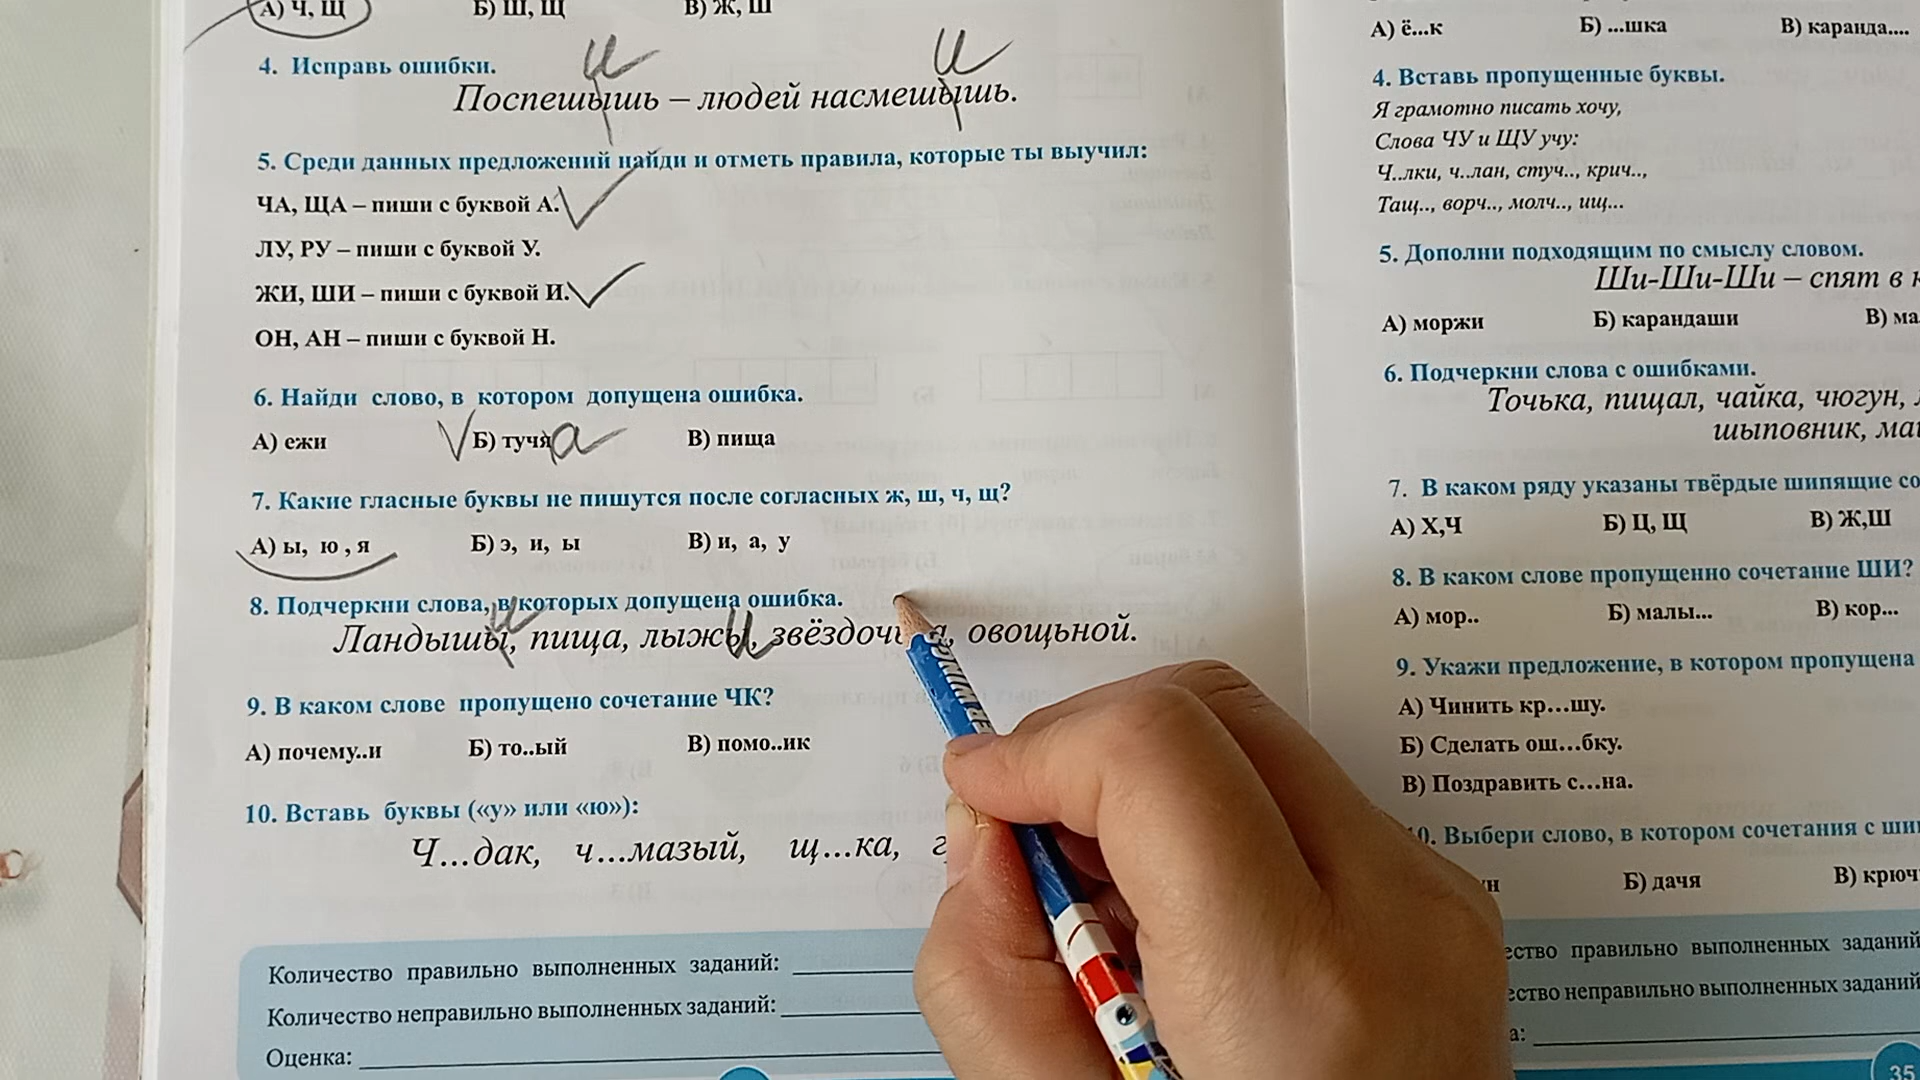 А) Ч, Щ Б) Ш, Щ В) Ж, Ш
4. Исправь ошибки.
и и
Поспешышь – людей насмешышь.
5. Среди данных предложений найди и отметь правила, которые ты выучил:
ЧА, ЩА – пиши с буквой А.
ЛУ, РУ – пиши с буквой У.
ЖИ, ШИ – пиши с буквой И.
ОН, АН – пиши с буквой Н.
6. Найди слово, в котором допущена ошибка.
А) ежи Б) тучя а В) пища
7. Какие гласные буквы не пишутся после согласных ж, ш, ч, щ?
А) ы, ю , я Б) э, и, ы В) и, а, у
8. Подчеркни слова, в которых допущена ошибка.
и и
Ландышы, пища, лыжы, овощьной.
9. В каком слове пропущено сочетание ЧК?
А) почему..и Б) то..ый В) помо..ик
10. Вставь буквы («у» или «ю»):
Ч...дак, ч...мазый, щ...ка,
Количество правильно выполненных заданий:
Количество неправильно выполненных заданий:
Оценка:
А) ё...к Б) ...шка В) каранда....
4. Вставь пропущенные буквы.
Я грамотно писать хочу,
Слова ЧУ и ЩУ учу:
Ч..лки, ч..лан, стуч.., крич..,
Тащ.., ворч.., молч.., ищ...
5. Дополни подходящим по смыслу словом.
Ши-Ши-Ши – спят в
А) моржи Б) карандаши В)
6. Подчеркни слова с ошибками.
Точька, пищал, чайка, чюгун,
шыповник,
7. В каком ряду указаны твёрдые шипящие
А) Х,Ч Б) Ц, Щ В) Ж,Ш
8. В каком слове пропущенно сочетание ШИ?
А) мор.. Б) малы... В) кор...
9. Укажи предложение, в котором пропущена
А) Чинить кр...шу.
Б) Сделать ош...бку.
В) Поздравить с...на.
10. Выбери слово, в котором сочетания с
Б) дачя В)
правильно выполненных заданий
неправильно выполненных заданий
35